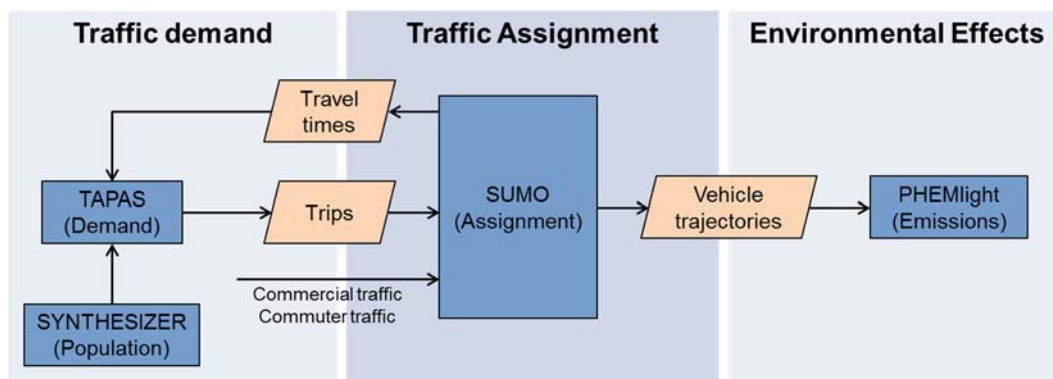 Traffic demand
Traffic Assignment
Environmental Effects
Travel
times
TAPAS
(Demand)
Trips
SUMO
(Assignment)
Vehicle
trajectories
PHEMlight
(Emissions)
Commercial traffic
Commuter traffic
SYNTHESIZER
(Population)